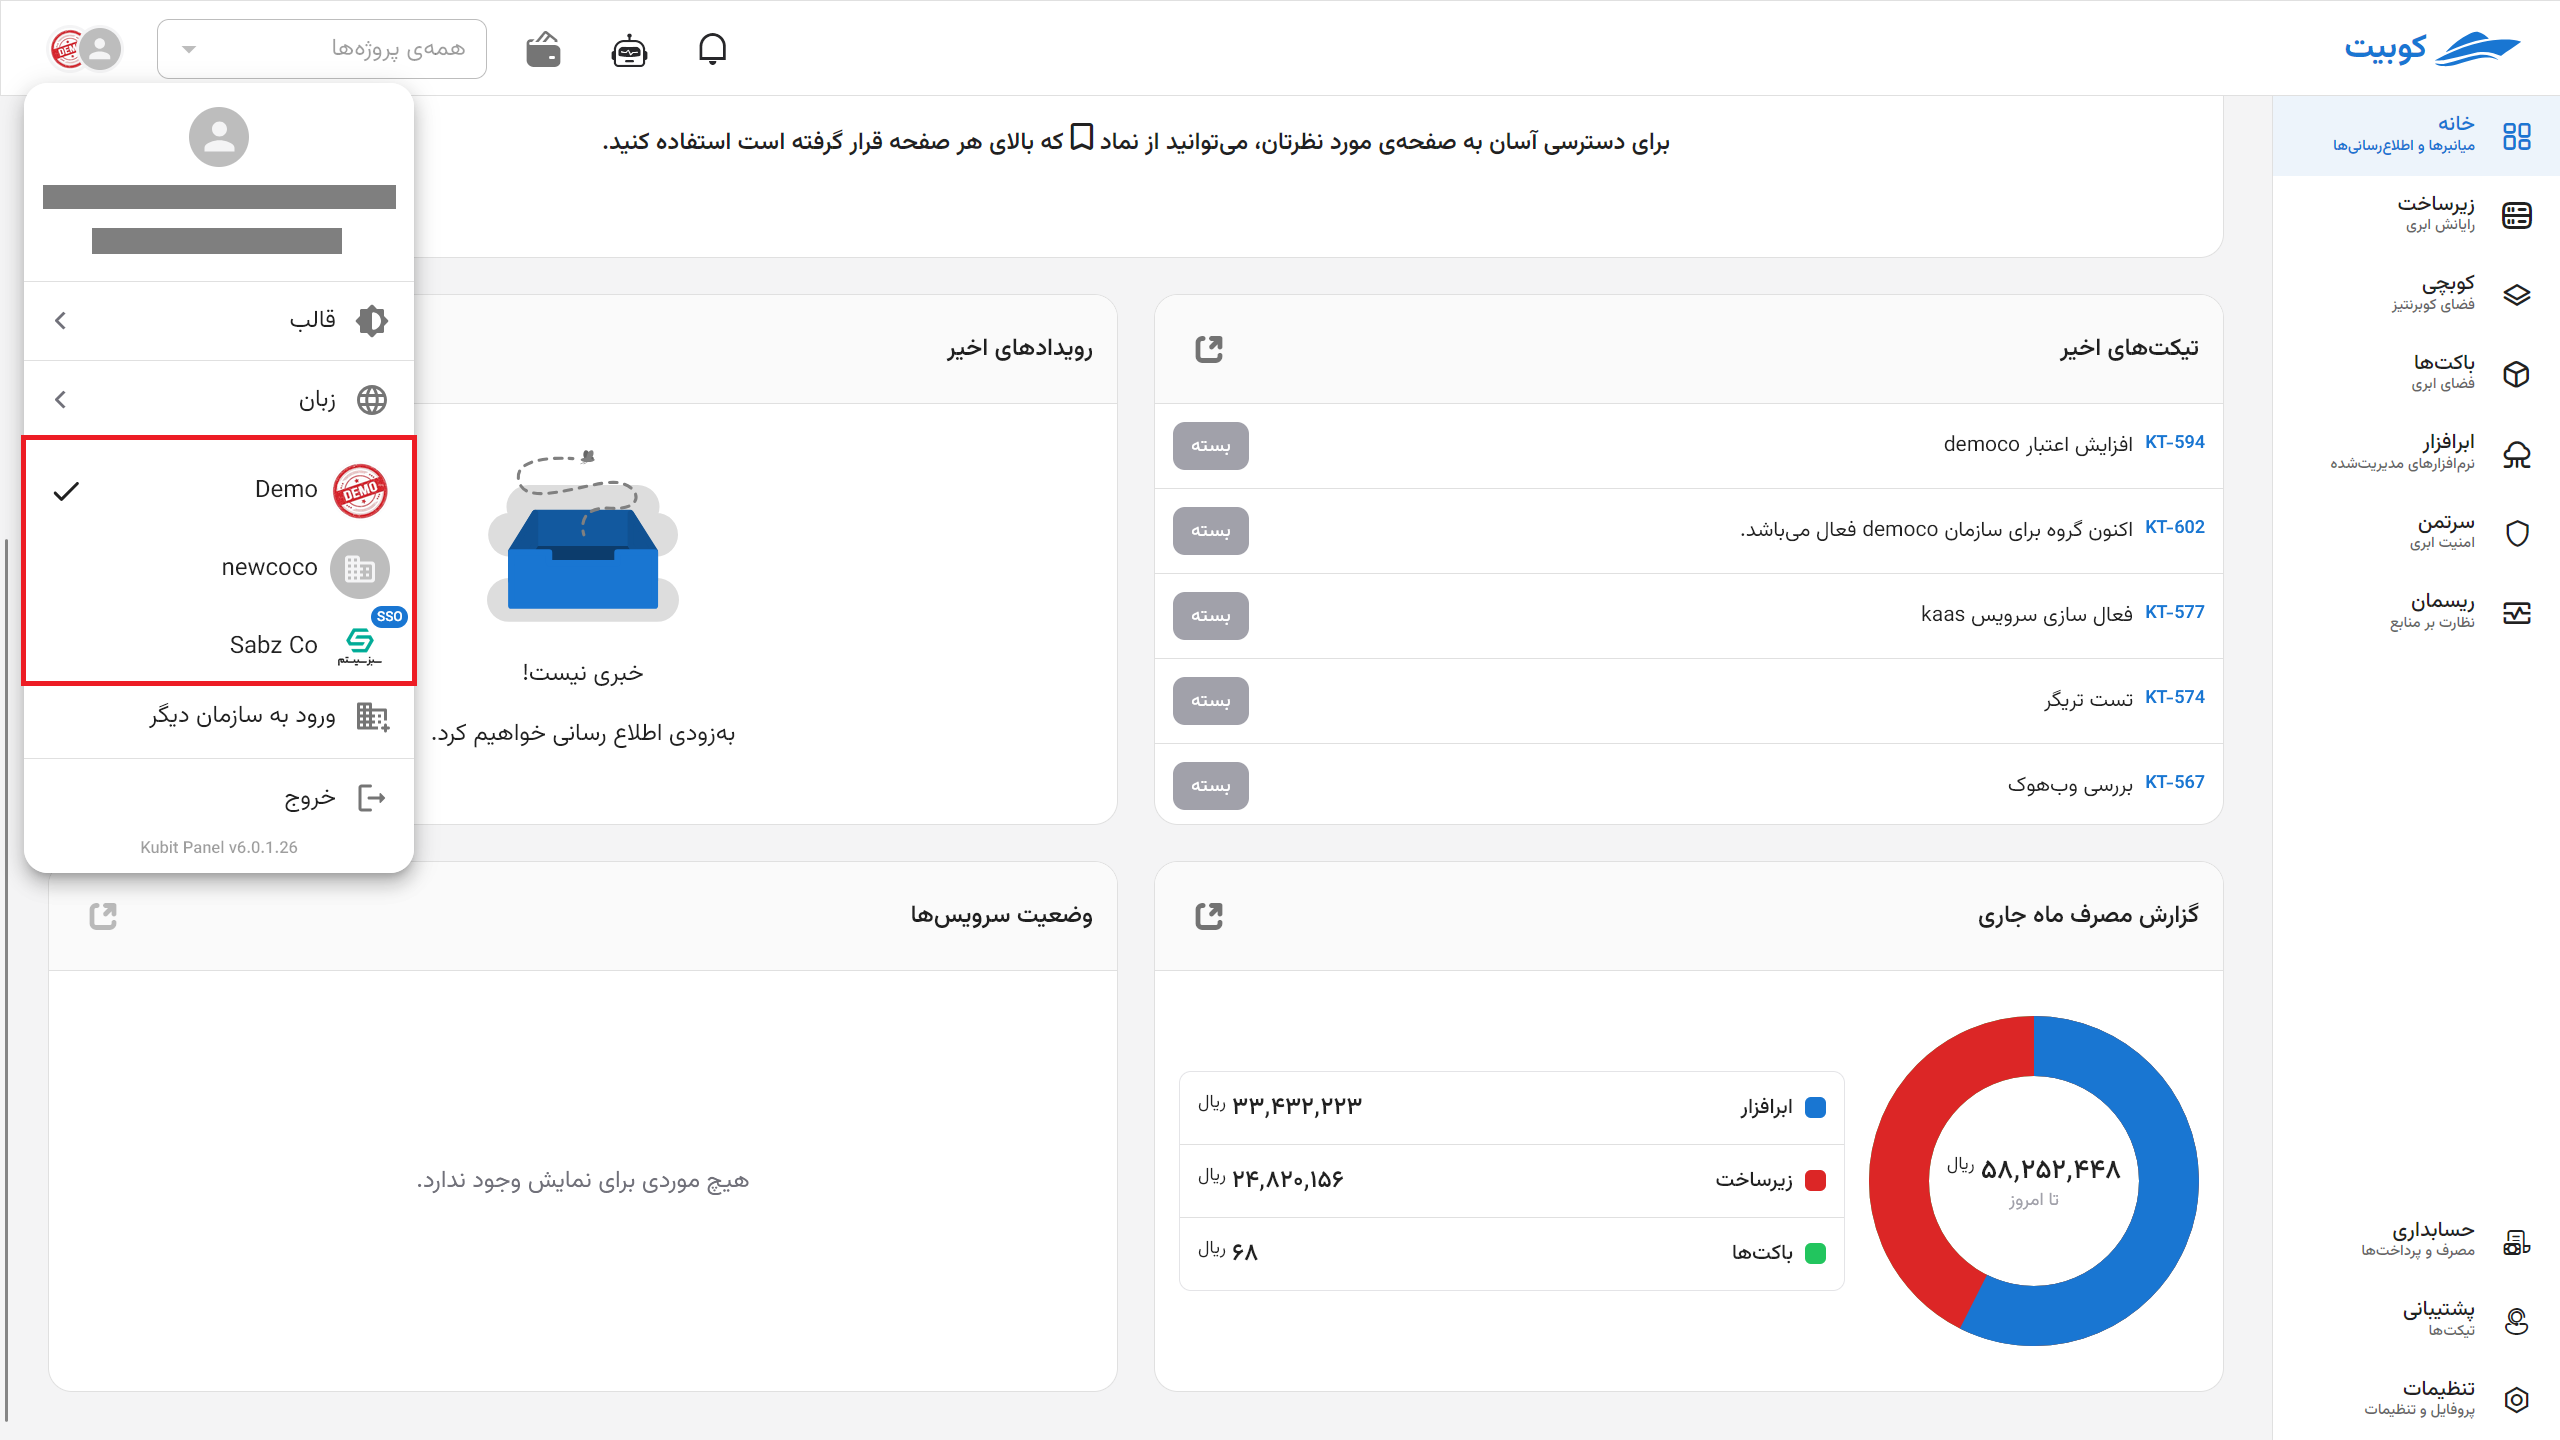 کوبیت
همه‌ی پروژه‌ها
DEMO
خانه
میانبرها و اطلاع‌رسانی‌ها
زیرساخت
رایانش ابری
کوبچی
فضای کوبرنتیز
باکت‌ها
فضای ابری
ابرافزار
نرم‌افزارهای مدیریت‌شده
سرتمن
امنیت ابری
ریسمان
نظارت بر منابع
حسابداری
مصرف و پرداخت‌ها
پشتیبانی
تیکت‌ها
تنظیمات
پروفایل و تنظیمات
برای دسترسی آسان به صفحه‌ی مورد نظرتان، می‌توانید از نماد که بالای هر صفحه قرار گرفته است استفاده کنید.
تیکت‌های اخیر
KT-594 افزایش اعتبار democo بسته
KT-602 اکنون گروه برای سازمان democo فعال می‌باشد. بسته
KT-577 فعال سازی سرویس kaas بسته
KT-574 تست تریگر بسته
KT-567 بررسی وب‌هوک بسته
رویدادهای اخیر
خبری نیست!
به‌زودی اطلاع رسانی خواهیم کرد.
گزارش مصرف ماه جاری
۵۸,۲۵۲,۴۴۸ ریال
تا امروز
ابرافزار ۳۳,۴۳۲,۲۲۳ ریال
زیرساخت ۲۴,۸۲۰,۱۵۶ ریال
باکت‌ها ۶۸ ریال
وضعیت سرویس‌ها
هیچ موردی برای نمایش وجود ندارد.
قالب
زبان
DEMO Demo
newcoco
SSO
Sabz Co
سبزسیستم
ورود به سازمان دیگر
خروج
Kubit Panel v6.0.1.26